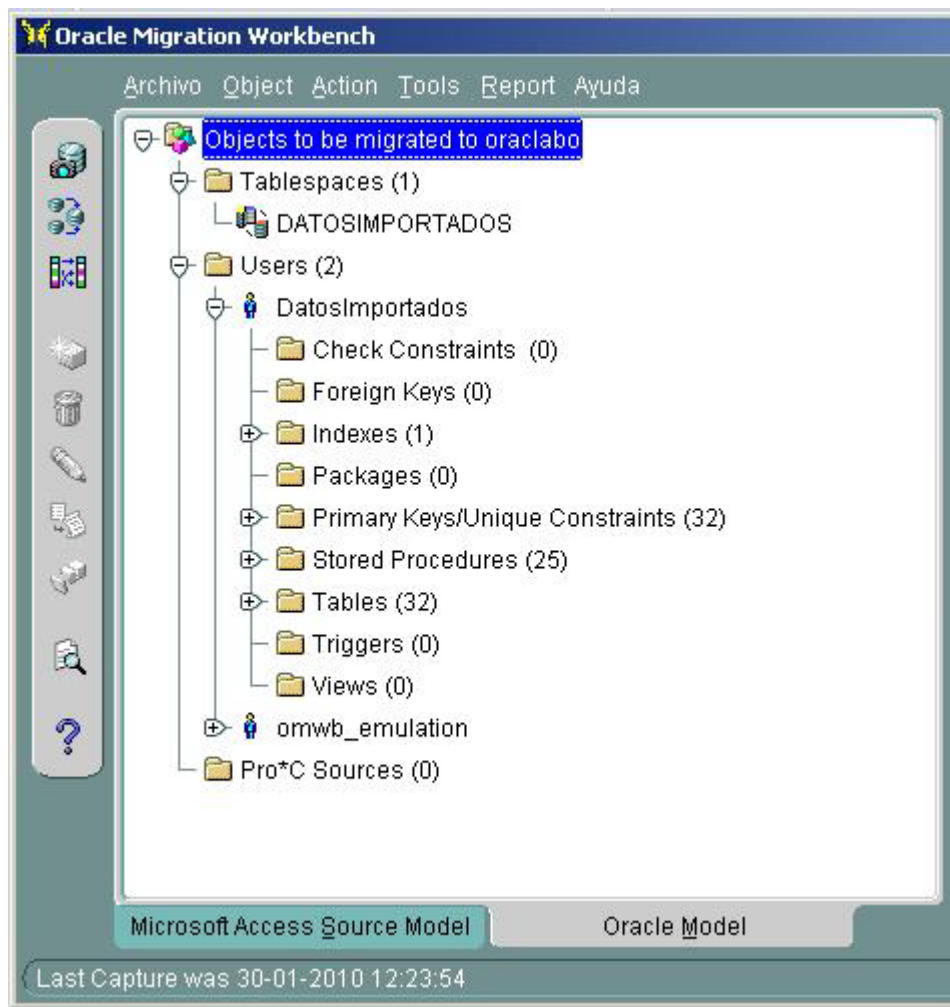 Oracle Migration Workbench
Archivo Object Action Tools Report Ayuda
Objects to be migrated to oraclabo
Tablespaces (1)
DATOSIMPORTADOS
Users (2)
DatosImportados
Check Constraints (0)
Foreign Keys (0)
Indexes (1)
Packages (0)
Primary Keys/Unique Constraints (32)
Stored Procedures (25)
Tables (32)
Triggers (0)
Views (0)
omwb_emulation
Pro*C Sources (0)
Microsoft Access Source Model Oracle Model
Last Capture was 30-01-2010 12:23:54